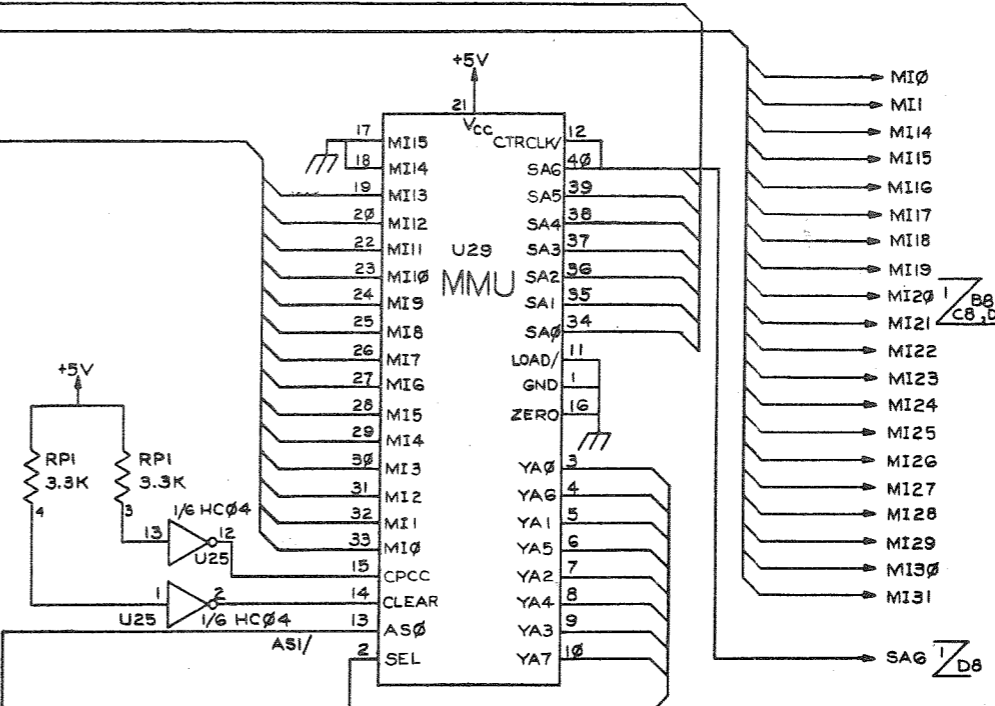 +5V
21
VCC
17 MI15 CTRCLK/ 12
18 MI14 SA6 4Ø
19 MI13 SA5 39
2Ø MI12 SA4 38
22 MI11 U29 SA3 37
23 MI1Ø MMU SA2 36
24 MI9 SA1 35
25 MI8 SAØ 34
26 MI7 LOAD/ 11
27 MI6 GND 1
28 MI5 ZERO 16
29 MI4
3Ø MI3 YAØ 3
31 MI2 YA6 4
32 MI1 YA1 5
33 MIØ YA5 6
15 CPCC YA2 7
14 CLEAR YA4 8
13 ASØ YA3 9
2 SEL YA7 1Ø
+5V
RP1 3.3K 4
RP1 3.3K 3
1/6 HCØ4
13 12
U25
1 2
U25 1/6 HCØ4
AS1/
MIØ
MI1
MI14
MI15
MI16
MI17
MI18
MI19
MI2Ø 1 B8
MI21 C8,D
MI22
MI23
MI24
MI25
MI26
MI27
MI28
MI29
MI3Ø
MI31
SA6 1 D8